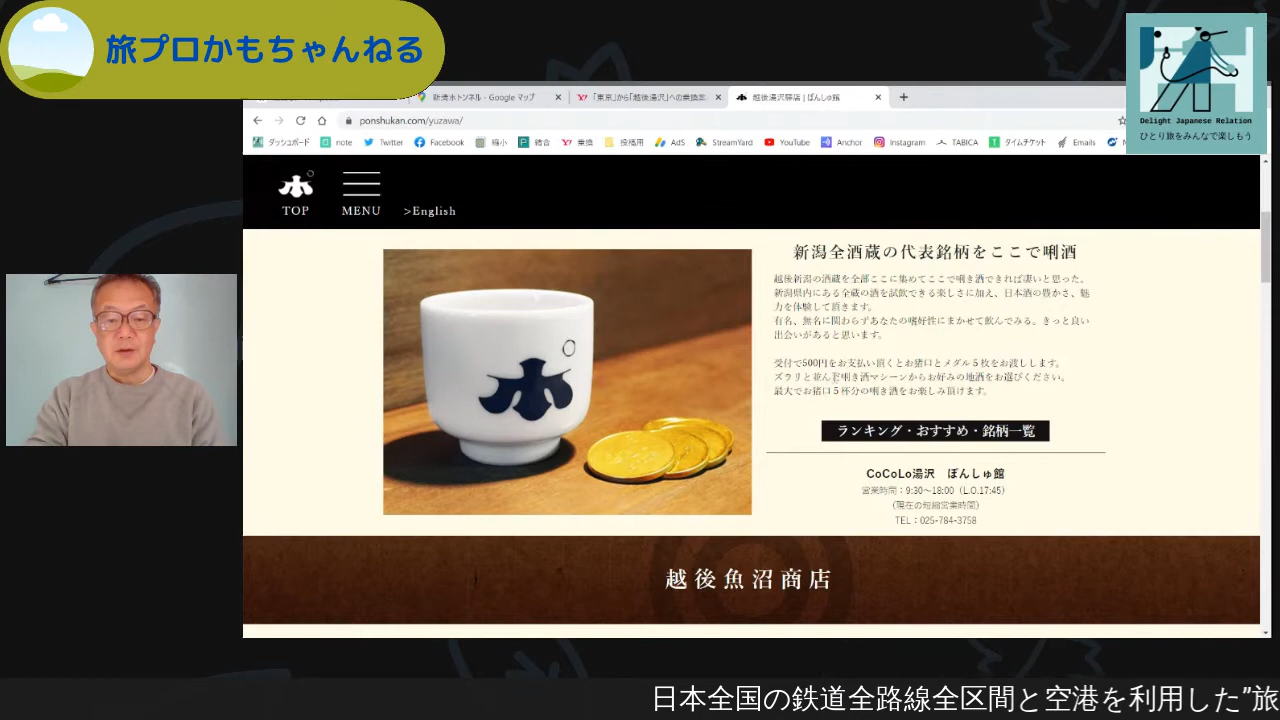 旅プロかもちゃんねる
Delight Japanese Relation
ひとり旅をみんなで楽しもう
新清水トンネル - Google マップ
「東京」から「越後湯沢」への乗換案
越後湯沢驛店 | ぽんしゅ館
ponshukan.com/yuzawa/
ダッシュボード note Twitter Facebook 縮小 結合 乗換 投稿用 AdS StreamYard YouTube Anchor Instagram TABICA タイムチケット Emails
TOP MENU >English
新潟全酒蔵の代表銘柄をここで唎酒
越後新潟の酒蔵を全部ここに集めてここで唎き酒できれば凄いと思った。
新潟県内にある全蔵の酒を試飲できる楽しさに加え、日本酒の豊かさ、魅
力を体験して頂きます。
有名、無名に関わらずあなたの嗜好性にまかせて飲んでみる。きっと良い
出会いがあると思います。
受付で500円をお支払い頂くとお猪口とメダル５枚をお渡しします。
ズラリと並んだ唎き酒マシーンからお好みの地酒をお選びください。
最大でお猪口５杯分の唎き酒をお楽しみ頂けます。
ランキング・おすすめ・銘柄一覧
CoCoLo湯沢 ぽんしゅ館
営業時間：9:30～18:00（L.O.17:45）
（現在の短縮営業時間）
TEL：025-784-3758
越後魚沼商店
日本全国の鉄道全路線全区間と空港を利用した”旅